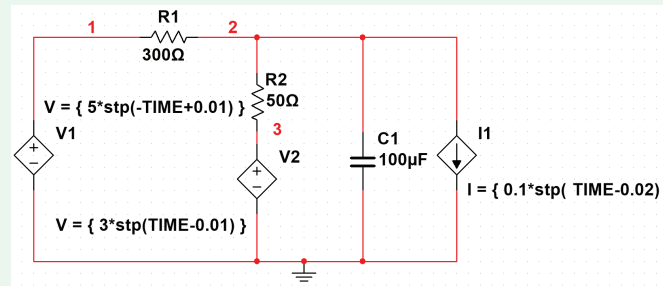 R1
1
2
300Ω
R2
V = { 5*stp(-TIME+0.01) }
50Ω
3
V1
V2
C1
100µF
I1
I = { 0.1*stp( TIME-0.02)
V = { 3*stp(TIME-0.01) }
+
−
+
−